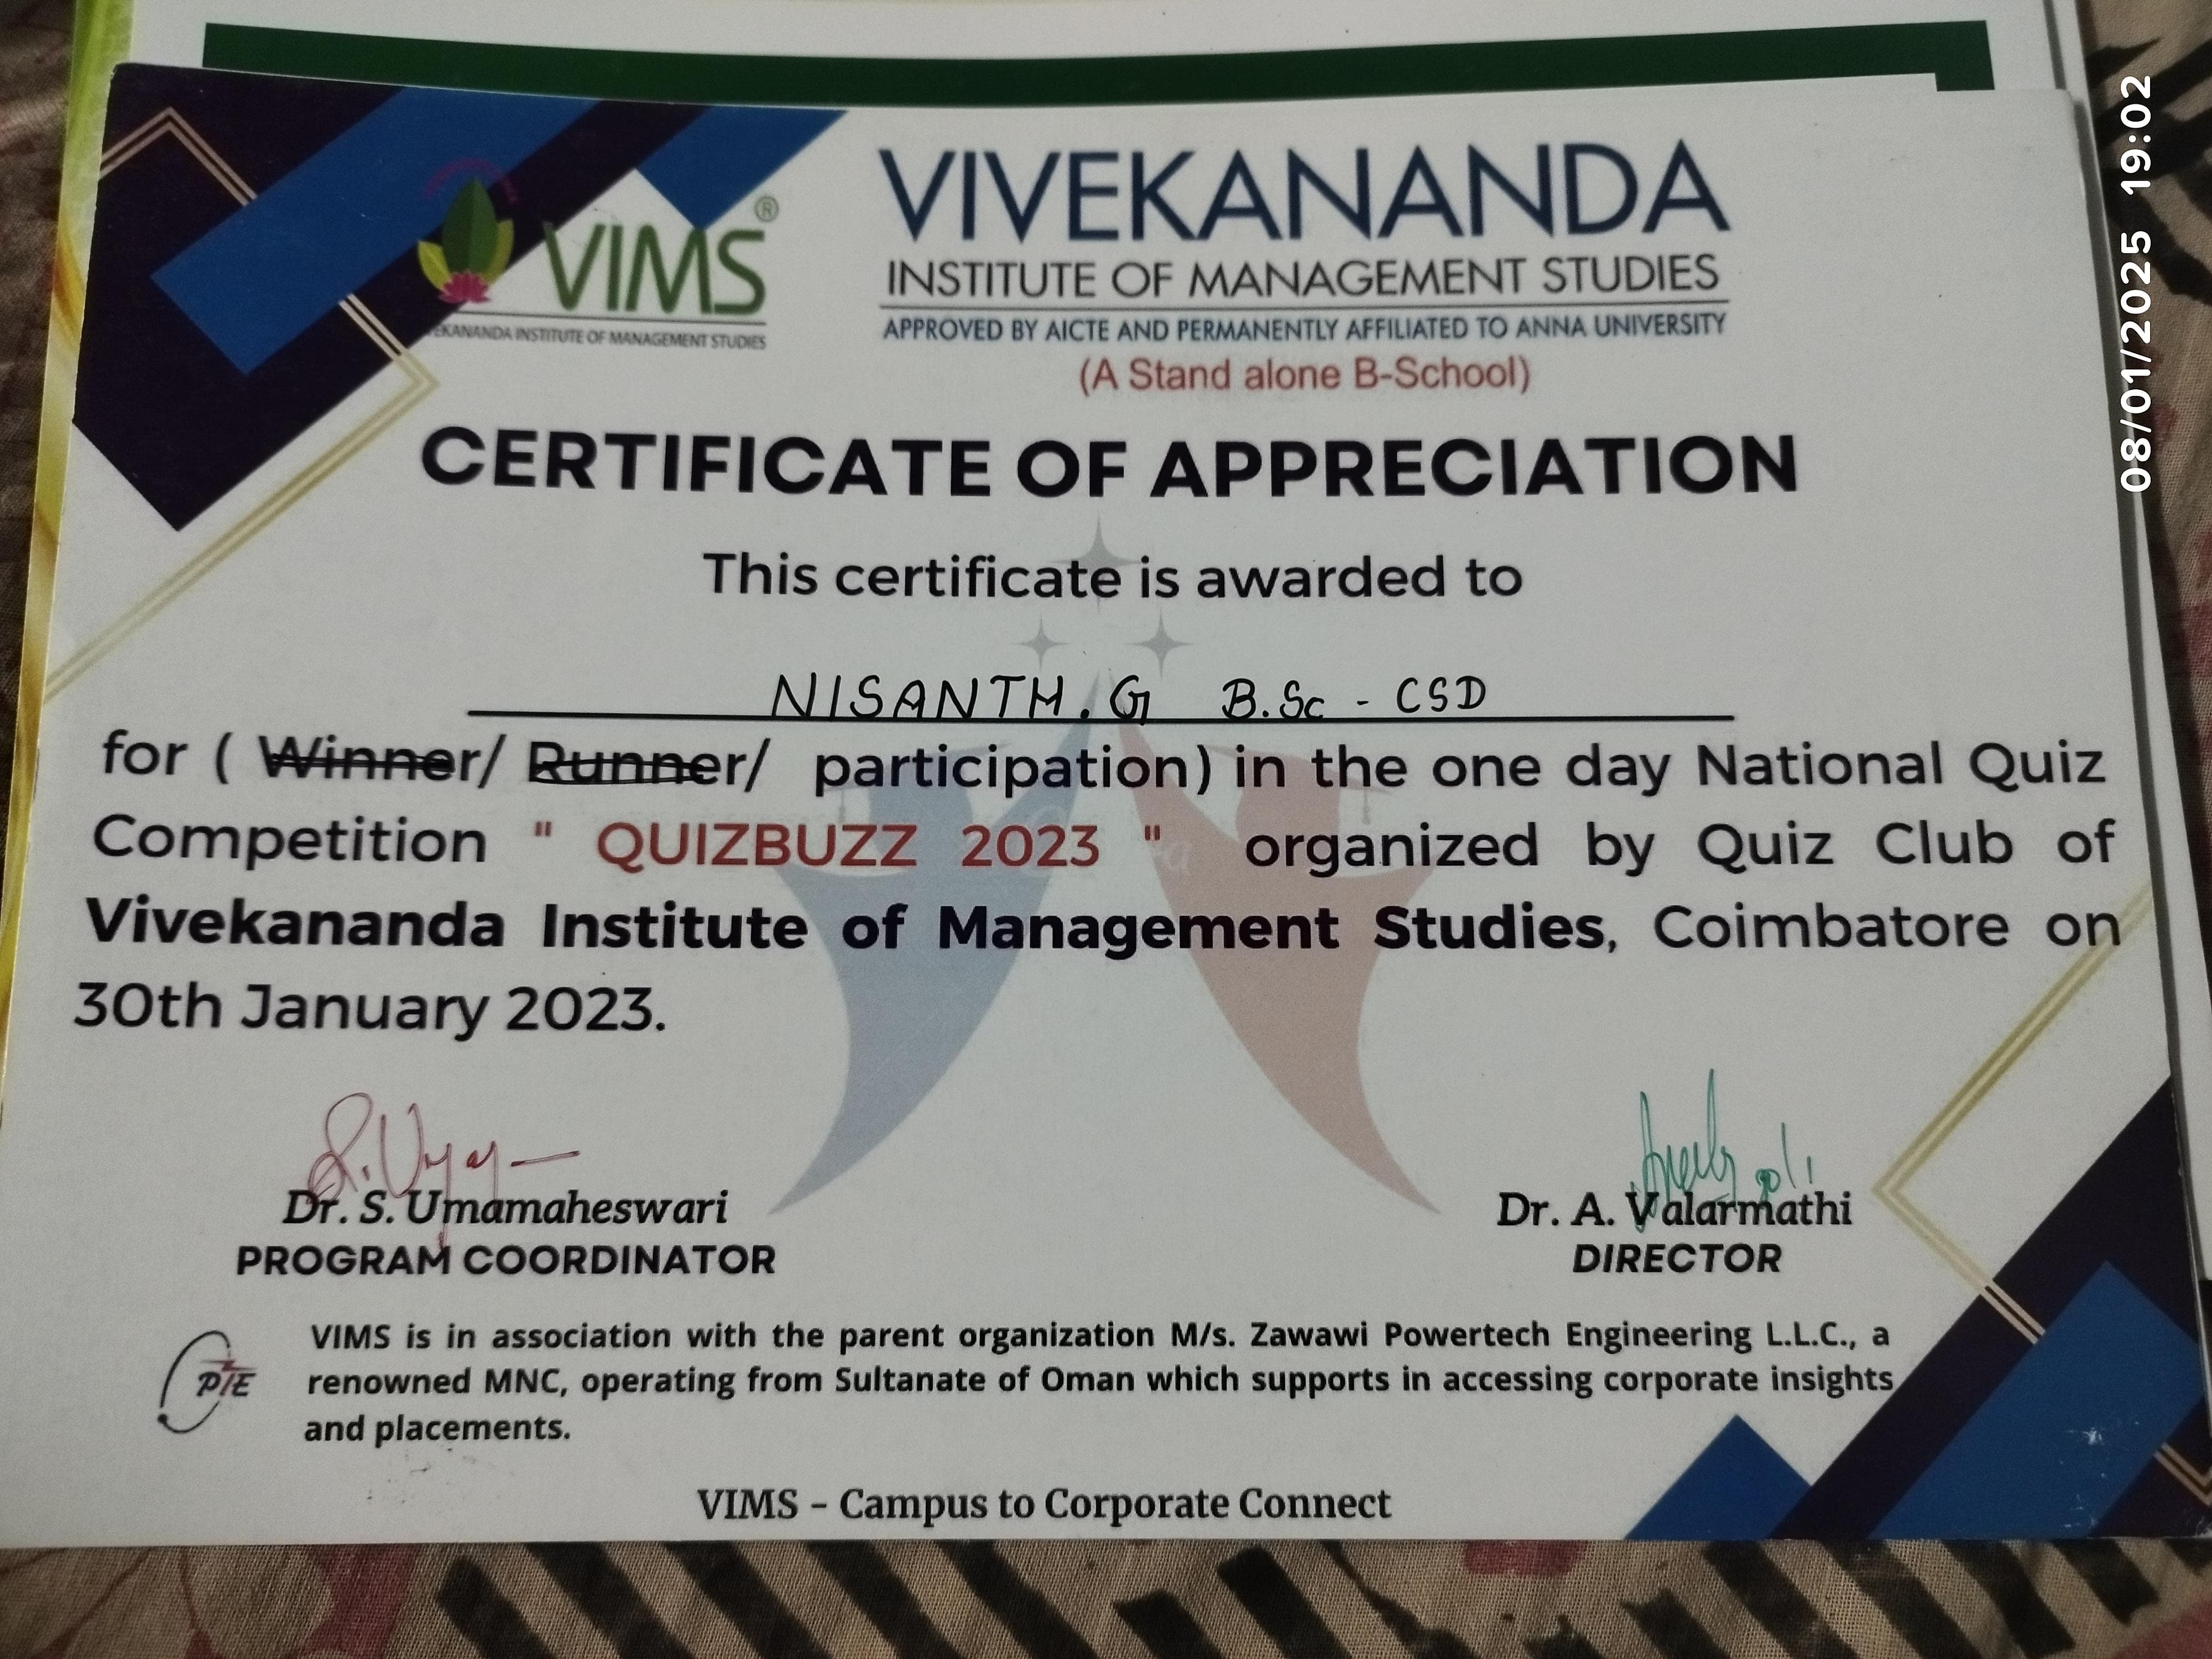 VIMS®
VIVEKANANDA
INSTITUTE OF MANAGEMENT STUDIES
EKANANDA INSTITUTE OF MANAGEMENT STUDIES
APPROVED BY AICTE AND PERMANENTLY AFFILIATED TO ANNA UNIVERSITY
(A Stand alone B-School)
CERTIFICATE OF APPRECIATION
This certificate is awarded to
NISANTH.G B.Sc - CSD
for ( Winner/ Runner/ participation) in the one day National Quiz
Competition " QUIZBUZZ 2023 " organized by Quiz Club of
Vivekananda Institute of Management Studies, Coimbatore on
30th January 2023.
Dr. S. Umamaheswari
PROGRAM COORDINATOR
Dr. A. Valarmathi
DIRECTOR
PTE
VIMS is in association with the parent organization M/s. Zawawi Powertech Engineering L.L.C., a
renowned MNC, operating from Sultanate of Oman which supports in accessing corporate insights
and placements.
VIMS - Campus to Corporate Connect
08/01/2025 19:02